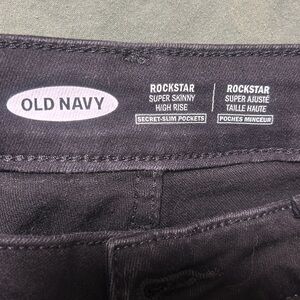 OLD NAVY
ROCKSTAR
SUPER SKINNY
HIGH RISE
SECRET-SLIM POCKETS
ROCKSTAR
SUPER AJUSTÉ
TAILLE HAUTE
POCHES MINCEUR